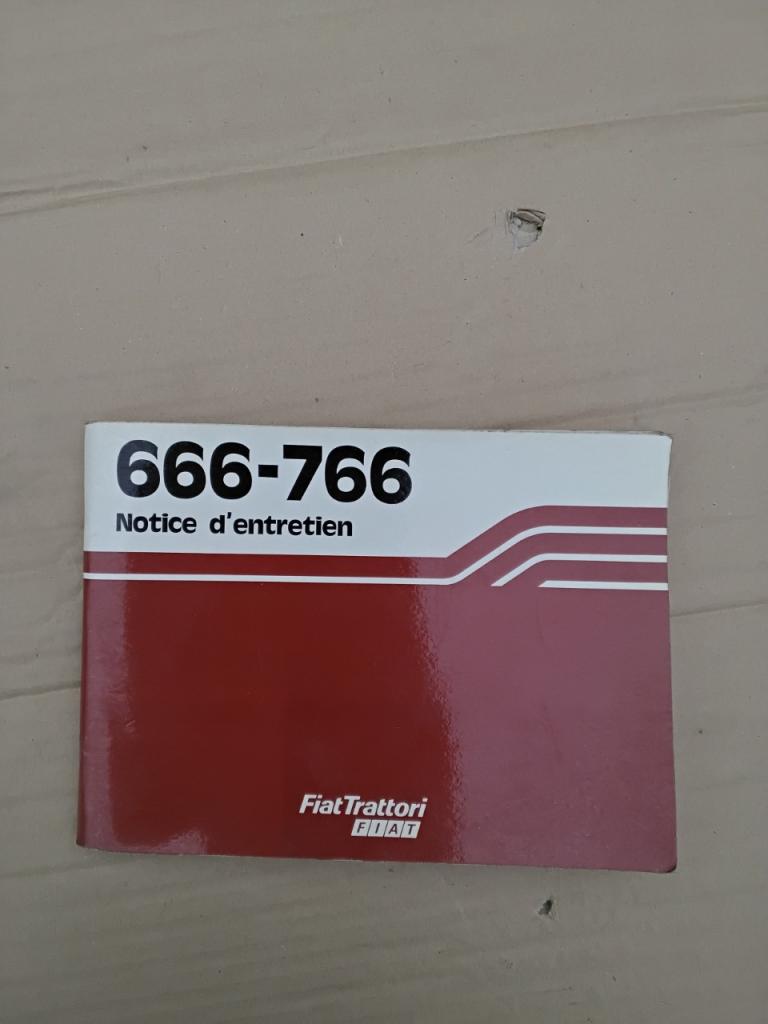 666-766
Notice d'entretien
FiatTrattori
FIAT